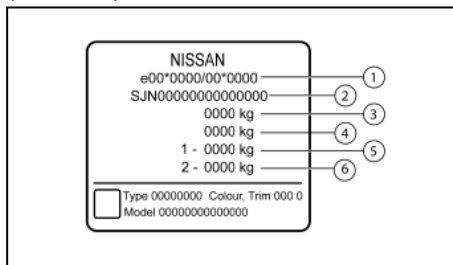 NISSAN
e00*0000/00*0000 1
SJN00000000000000 2
0000 kg 3
0000 kg 4
1 - 0000 kg 5
2 - 0000 kg 6
Type 00000000 Colour, Trim 000 0
Model 00000000000000